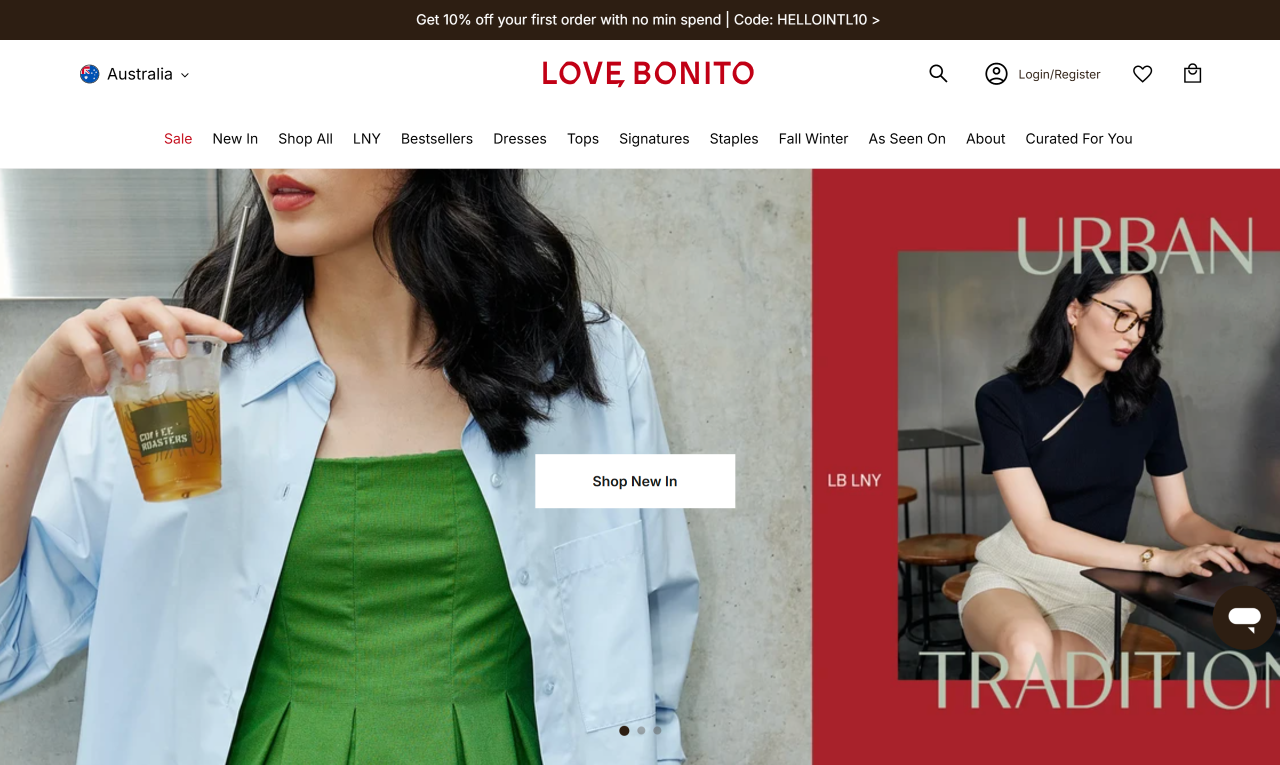 Get 10% off your first order with no min spend | Code: HELLOINTL10 >
Australia
LOVE, BONITO
Login/Register
Sale New In Shop All LNY Bestsellers Dresses Tops Signatures Staples Fall Winter As Seen On About Curated For You
URBAN
COFFEE
ROASTERS
Shop New In
LB LNY
TRADITION